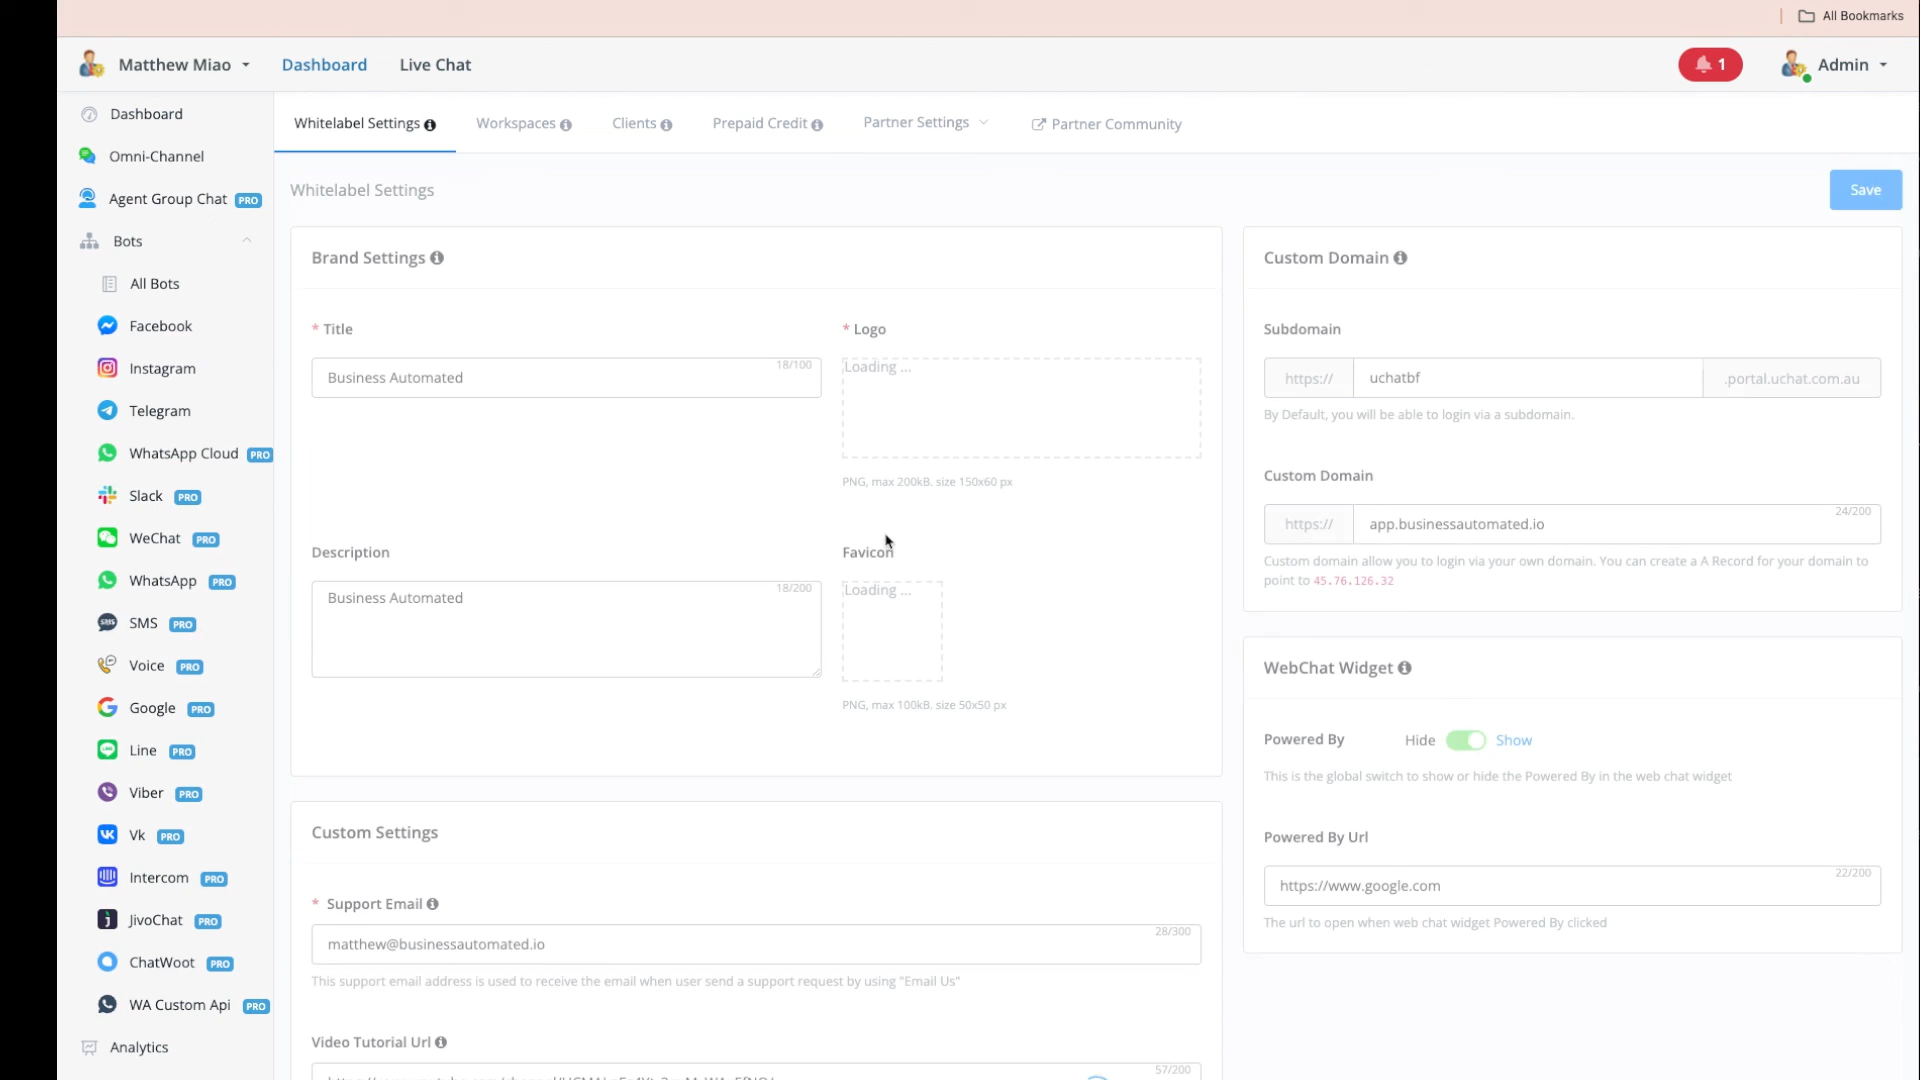 All Bookmarks
Matthew Miao
Dashboard
Live Chat
1
Admin
Dashboard
Omni-Channel
Agent Group Chat PRO
Bots
All Bots
Facebook
Instagram
Telegram
WhatsApp Cloud PRO
Slack PRO
WeChat PRO
WhatsApp PRO
SMS PRO
Voice PRO
Google PRO
Line PRO
Viber PRO
Vk PRO
Intercom PRO
JivoChat PRO
ChatWoot PRO
WA Custom Api PRO
Analytics
Whitelabel Settings
Workspaces
Clients
Prepaid Credit
Partner Settings
Partner Community
Whitelabel Settings
Save
Brand Settings
* Title
18/100
Business Automated
* Logo
Loading ...
PNG, max 200kB. size 150x60 px
Description
18/200
Business Automated
Favicon
Loading ...
PNG, max 100kB. size 50x50 px
Custom Settings
* Support Email
28/300
matthew@businessautomated.io
This support email address is used to receive the email when user send a support request by using "Email Us"
Video Tutorial Url
57/200
Custom Domain
Subdomain
https:// uchatbf .portal.uchat.com.au
By Default, you will be able to login via a subdomain.
Custom Domain
24/200
https:// app.businessautomated.io
Custom domain allow you to login via your own domain. You can create a A Record for your domain to
point to 45.76.126.32
WebChat Widget
Powered By Hide Show
This is the global switch to show or hide the Powered By in the web chat widget
Powered By Url
22/200
https://www.google.com
The url to open when web chat widget Powered By clicked